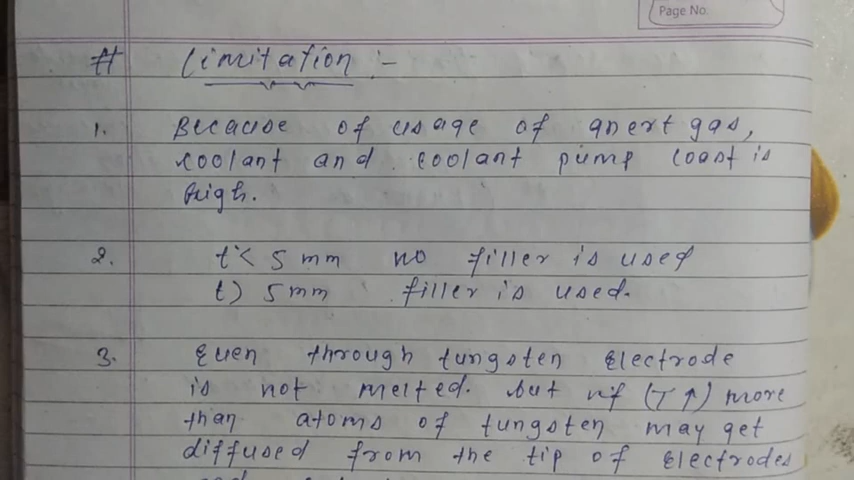 Page No.
# Limitation :-
1. Because of usage of inert gas,
coolant and coolant pump coast is
high.
2. t < 5 mm no filler is used
t > 5 mm filler is used.
3. Even through tungsten electrode
is not melted. but if (T ↑) more
than atoms of tungsten may get
diffused from the tip of electrodes